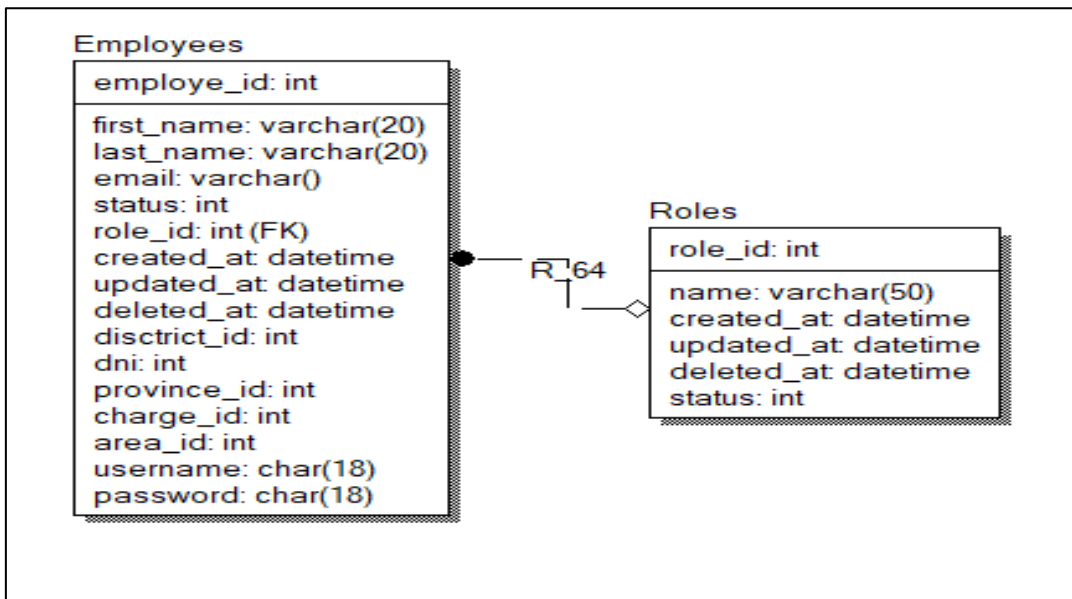 Employees
employe_id: int
first_name: varchar(20)
last_name: varchar(20)
email: varchar()
status: int
role_id: int (FK)
created_at: datetime
updated_at: datetime
deleted_at: datetime
disctrict_id: int
dni: int
province_id: int
charge_id: int
area_id: int
username: char(18)
password: char(18)
R_64
Roles
role_id: int
name: varchar(50)
created_at: datetime
updated_at: datetime
deleted_at: datetime
status: int